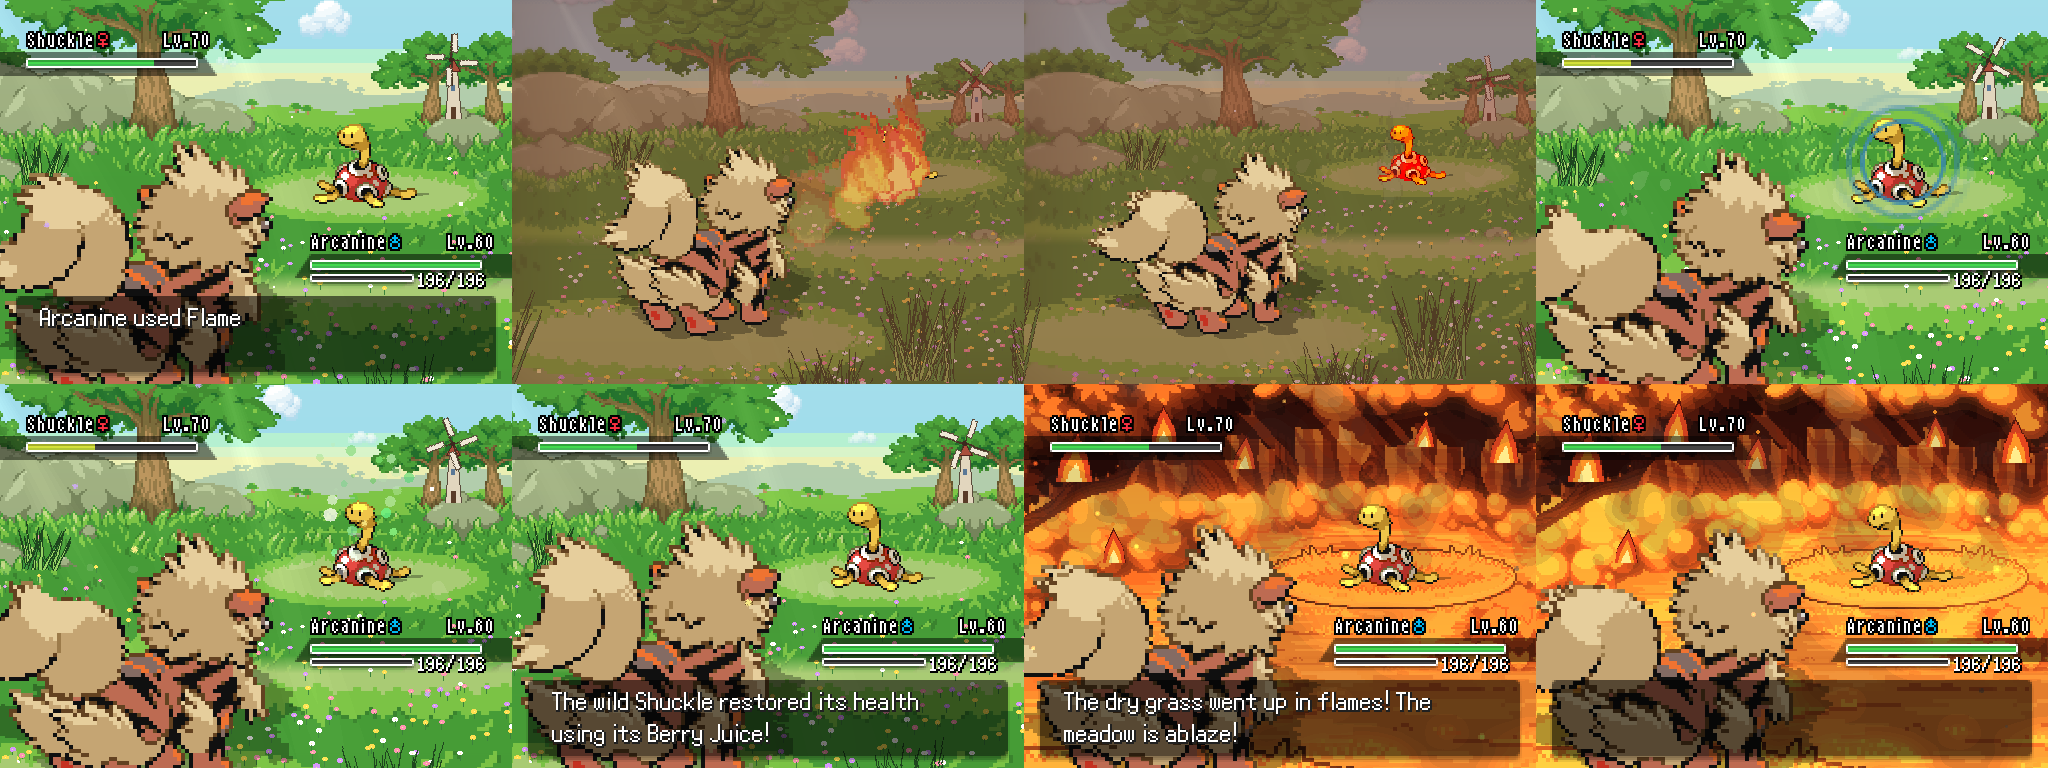 Shuckle♀ Lv.70
Arcanine♂ Lv.60
196/196
Arcanine used Flame
Shuckle♀ Lv.70
Arcanine♂ Lv.60
196/196
Shuckle♀ Lv.70
Arcanine♂ Lv.60
196/196
Shuckle♀ Lv.70
Arcanine♂ Lv.60
196/196
The wild Shuckle restored its health
using its Berry Juice!
Shuckle♀ Lv.70
Arcanine♂ Lv.60
196/196
The dry grass went up in flames! The
meadow is ablaze!
Shuckle♀ Lv.70
Arcanine♂ Lv.60
196/196